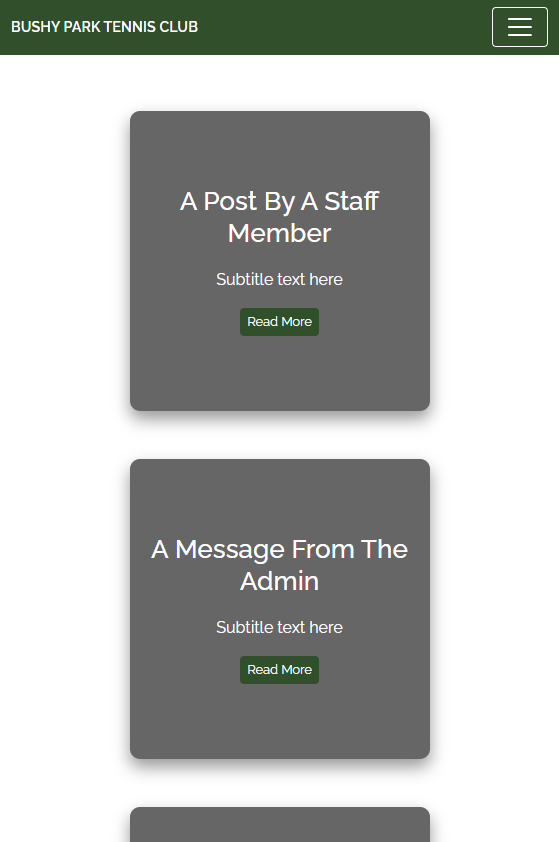 BUSHY PARK TENNIS CLUB
A Post By A Staff
Member
Subtitle text here
Read More
A Message From The
Admin
Subtitle text here
Read More